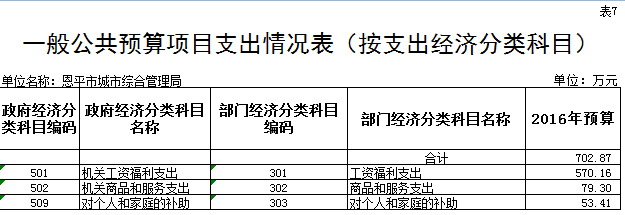 表7
一般公共预算项目支出情况表（按支出经济分类科目）
单位名称：恩平市城市综合管理局 单位：万元
政府经济分类科目编码 政府经济分类科目名称 部门经济分类科目编码 部门经济分类科目名称 2016年预算
合计 702.87
501 机关工资福利支出 301 工资福利支出 570.16
502 机关商品和服务支出 302 商品和服务支出 79.30
509 对个人和家庭的补助 303 对个人和家庭的补助 53.41